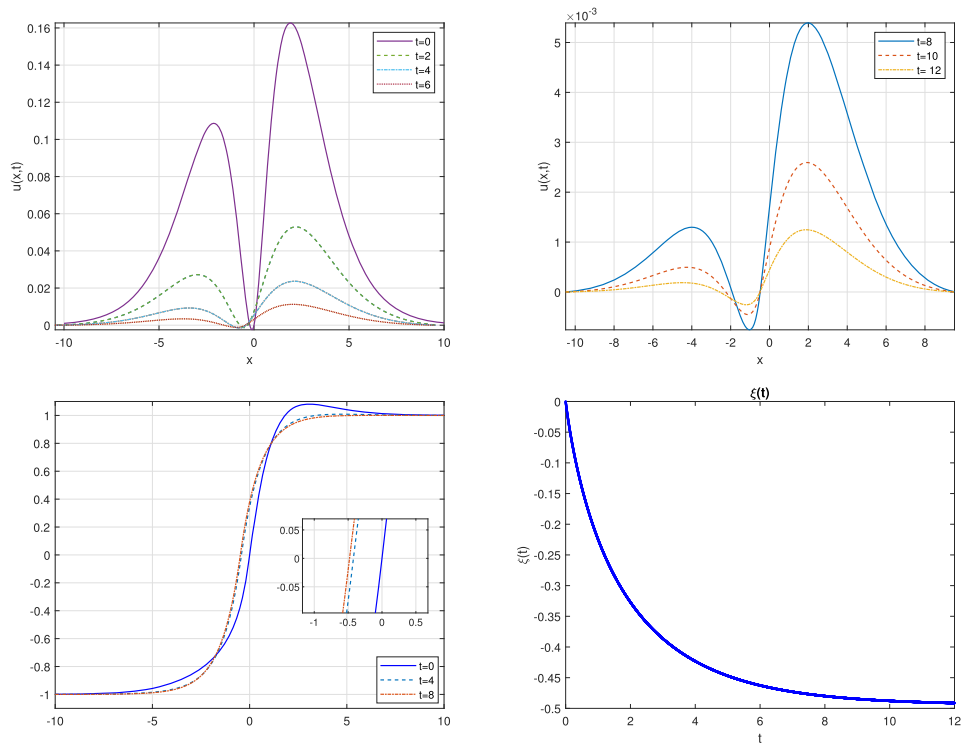 0.16
0.14
0.12
0.1
0.08
0.06
0.04
0.02
0
u(x,t)
-10 -5 0 5 10
x
t=0
t=2
t=4
t=6
×10⁻³
5
4
3
2
1
0
u(x,t)
-10 -8 -6 -4 -2 0 2 4 6 8
x
t=8
t=10
t= 12
1
0.8
0.6
0.4
0.2
0
-0.2
-0.4
-0.6
-0.8
-1
-10 -5 0 5 10
0.05
0
-0.05
-1 -0.5 0 0.5
t=0
t=4
t=8
ξ(t)
0
-0.05
-0.1
-0.15
-0.2
-0.25
-0.3
-0.35
-0.4
-0.45
-0.5
ξ(t)
0 2 4 6 8 10 12
t